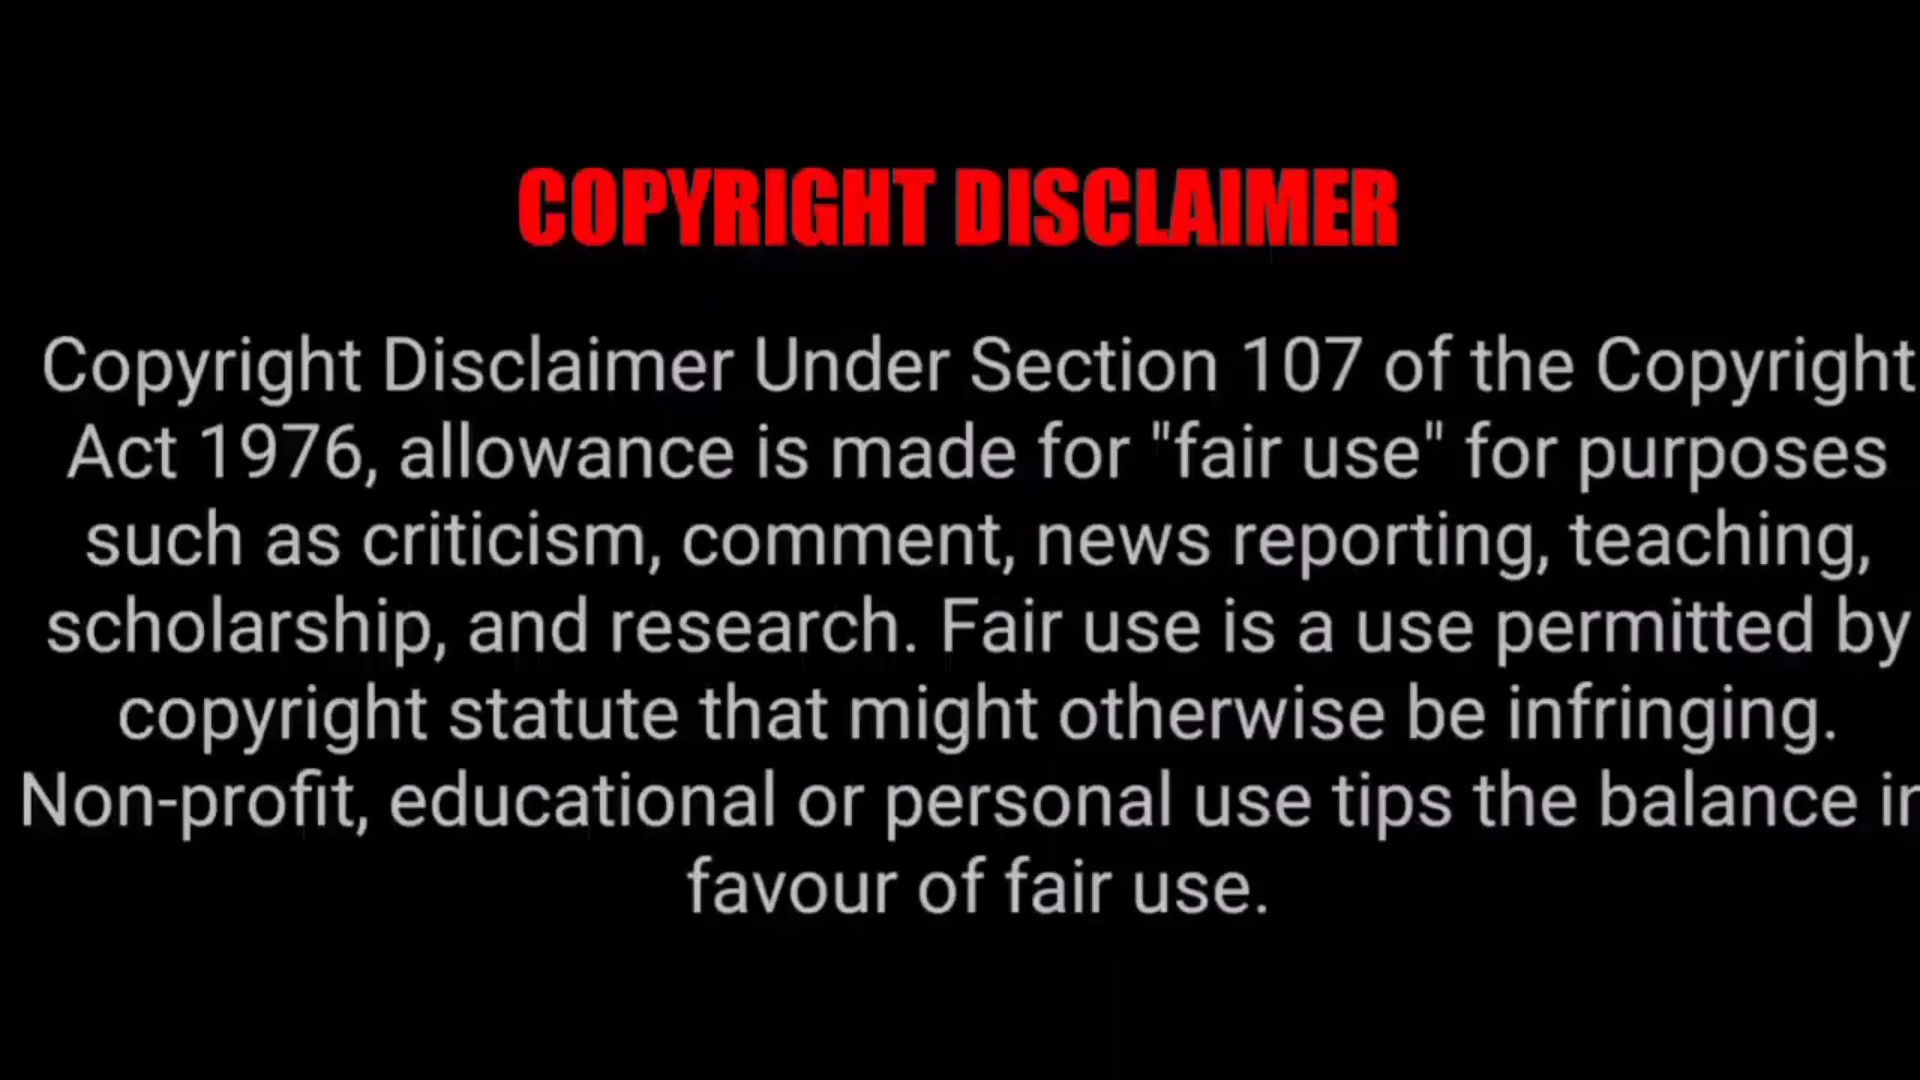 COPYRIGHT DISCLAIMER
Copyright Disclaimer Under Section 107 of the Copyright
Act 1976, allowance is made for "fair use" for purposes
such as criticism, comment, news reporting, teaching,
scholarship, and research. Fair use is a use permitted by
copyright statute that might otherwise be infringing.
Non-profit, educational or personal use tips the balance in
favour of fair use.